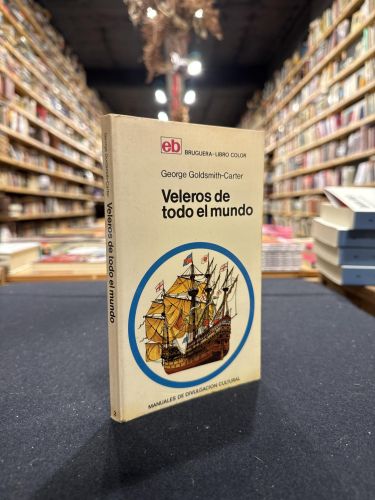 eb BRUGUERA-LIBRO COLOR
George Goldsmith-Carter
Veleros de
todo el mundo
MANUALES DE DIVULGACION CULTURAL
George Goldsmith-Carter Veleros de todo el mundo